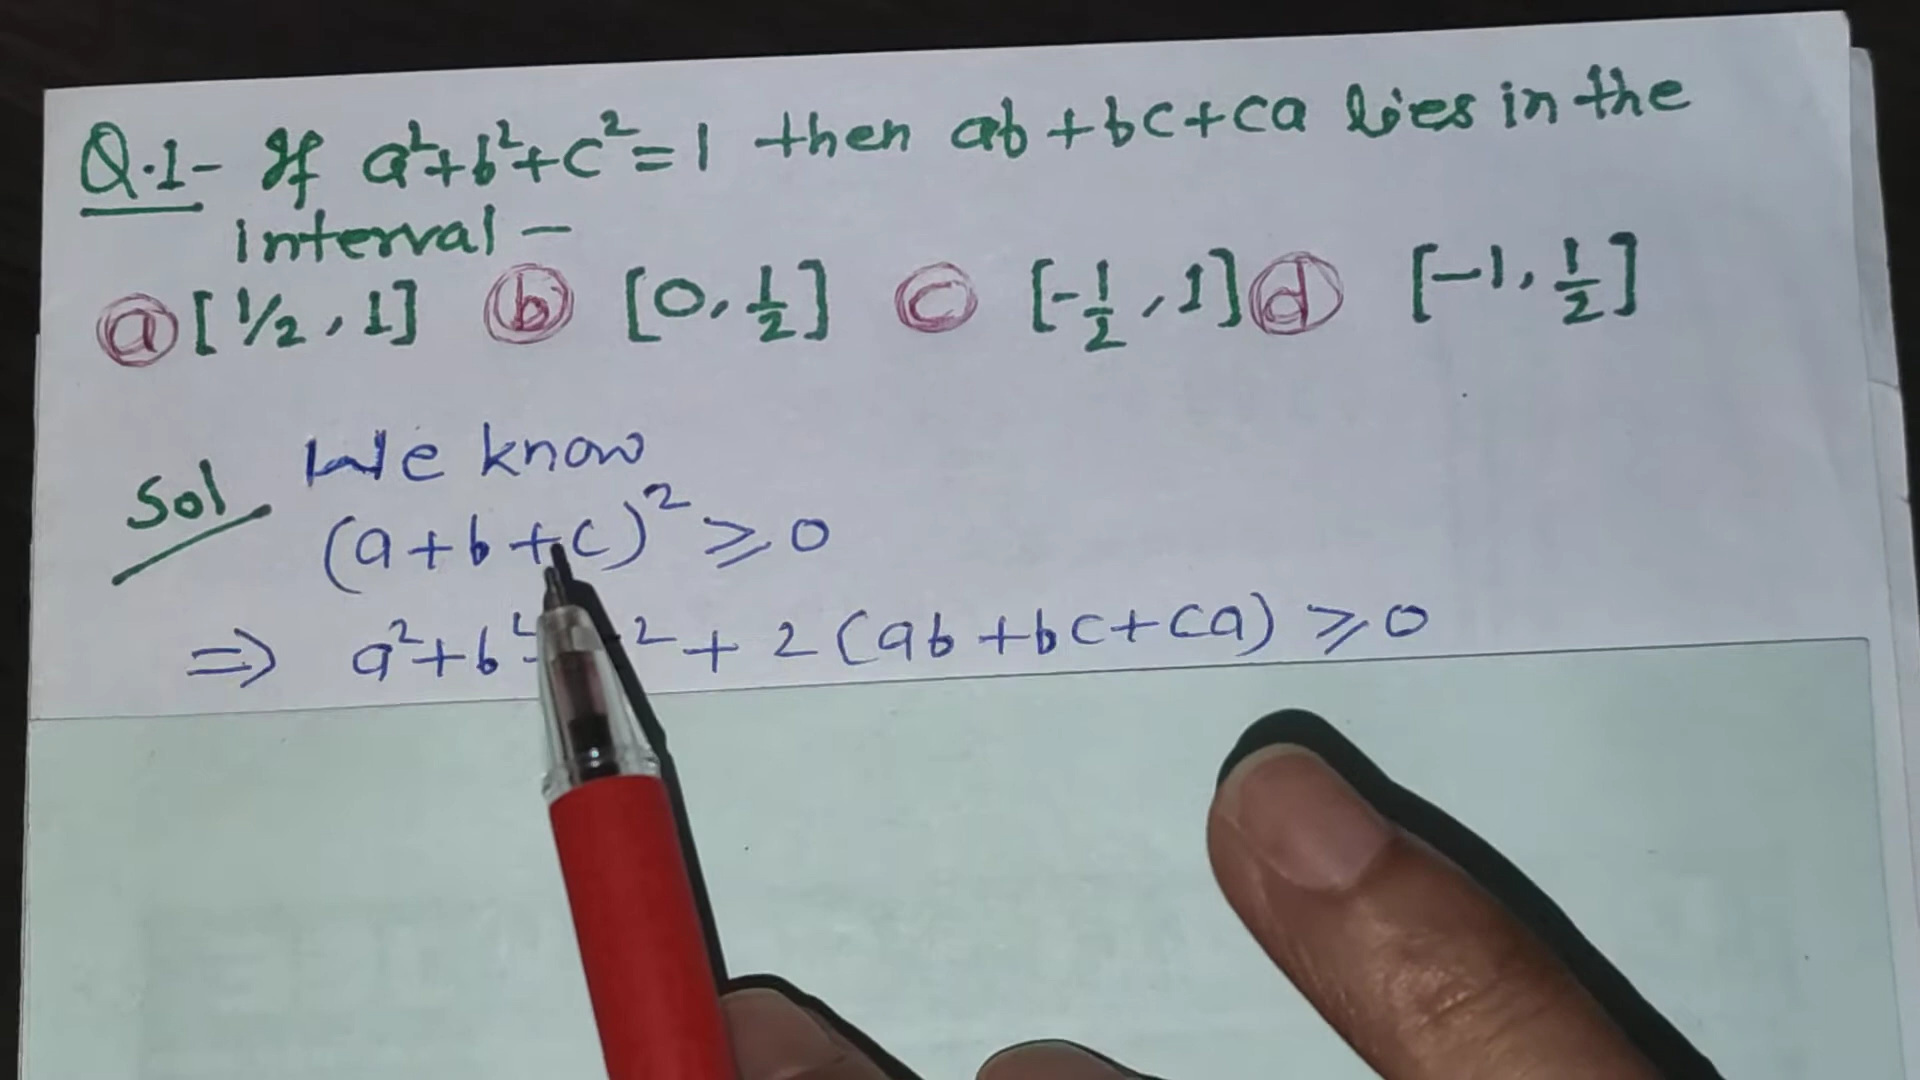 Q.1- If a²+b²+c²=1 then ab+bc+ca lies in the
interval -
ⓐ [1/2, 1] ⓑ [0, 1/2] ⓒ [-1/2, 1] ⓓ [-1, 1/2]
Sol We know
(a+b+c)² ⩾ 0
⇒ a²+b² ² + 2(ab+bc+ca) ⩾ 0